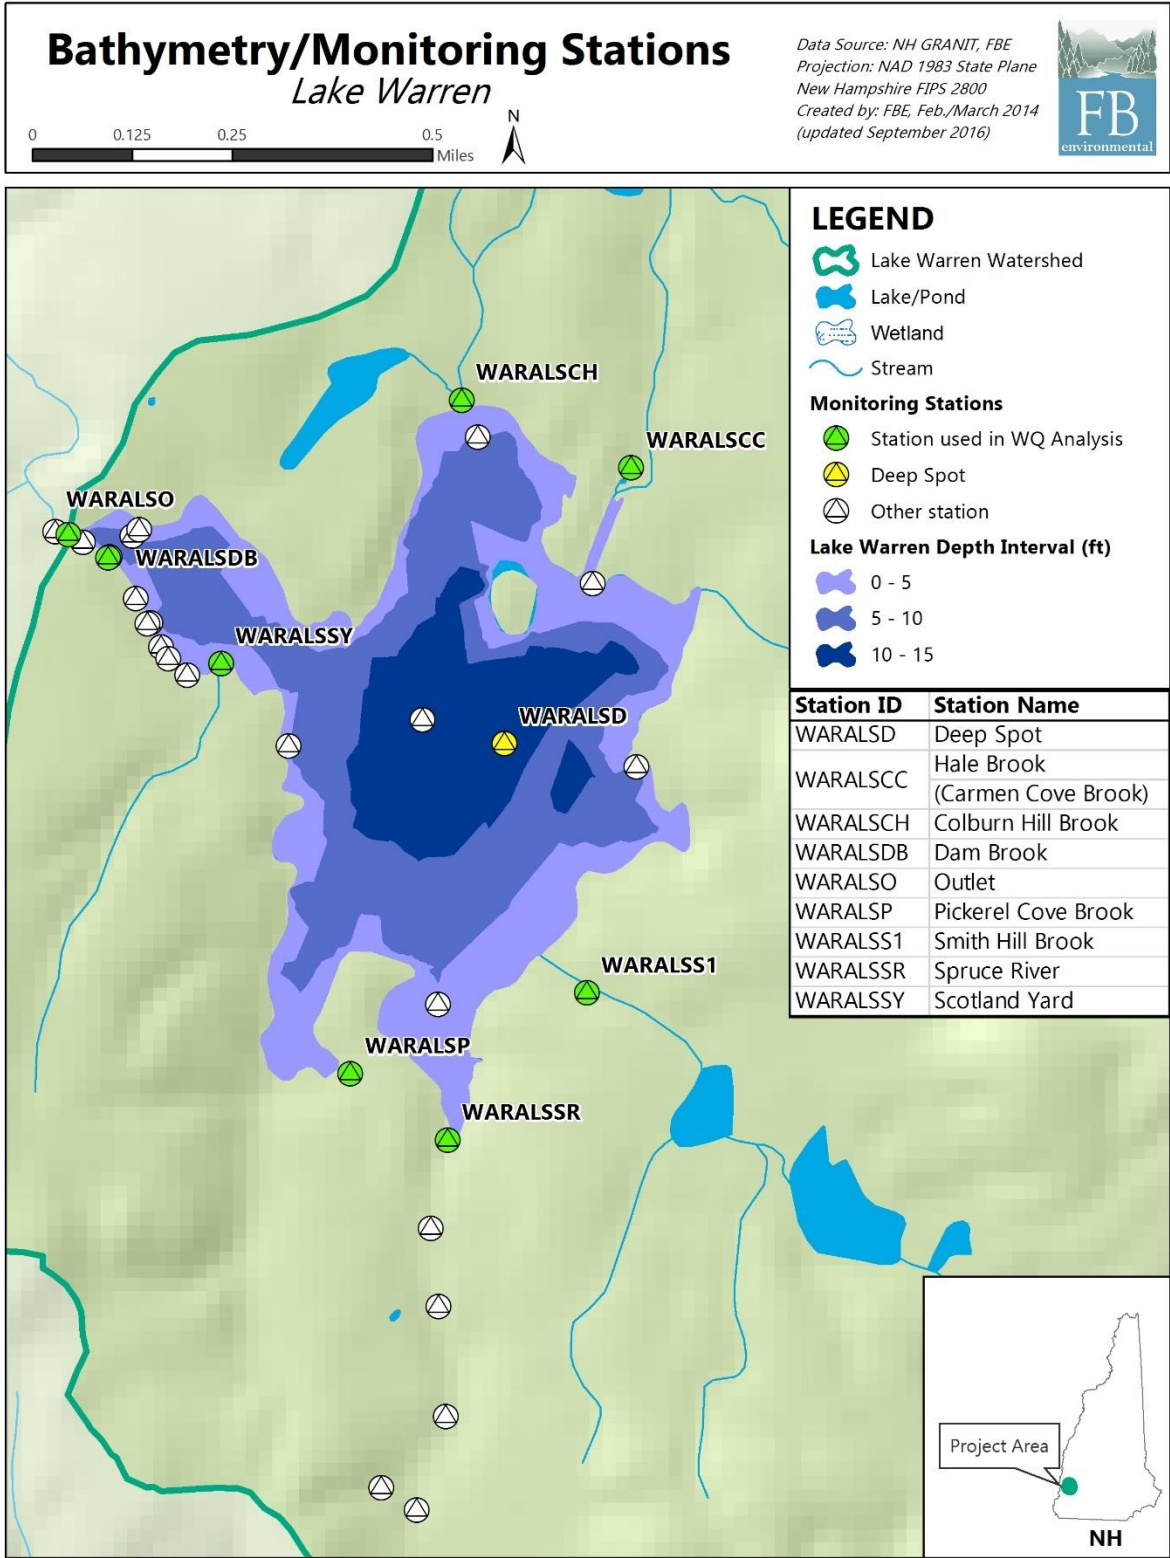 Bathymetry/Monitoring Stations
Lake Warren
0 0.125 0.25 0.5
Miles
N
Data Source: NH GRANIT, FBE
Projection: NAD 1983 State Plane
New Hampshire FIPS 2800
Created by: FBE, Feb./March 2014
(updated September 2016)
FB
environmental
LEGEND
Lake Warren Watershed
Lake/Pond
Wetland
Stream
Monitoring Stations
Station used in WQ Analysis
Deep Spot
Other station
Lake Warren Depth Interval (ft)
0 - 5
5 - 10
10 - 15
Station ID Station Name
WARALSD Deep Spot
WARALSCC Hale Brook
(Carmen Cove Brook)
WARALSCH Colburn Hill Brook
WARALSDB Dam Brook
WARALSO Outlet
WARALSP Pickerel Cove Brook
WARALSS1 Smith Hill Brook
WARALSSR Spruce River
WARALSSY Scotland Yard
WARALSCH
WARALSCC
WARALSO
WARALSDB
WARALSSY
WARALSD
WARALSS1
WARALSP
WARALSSR
Project Area
NH